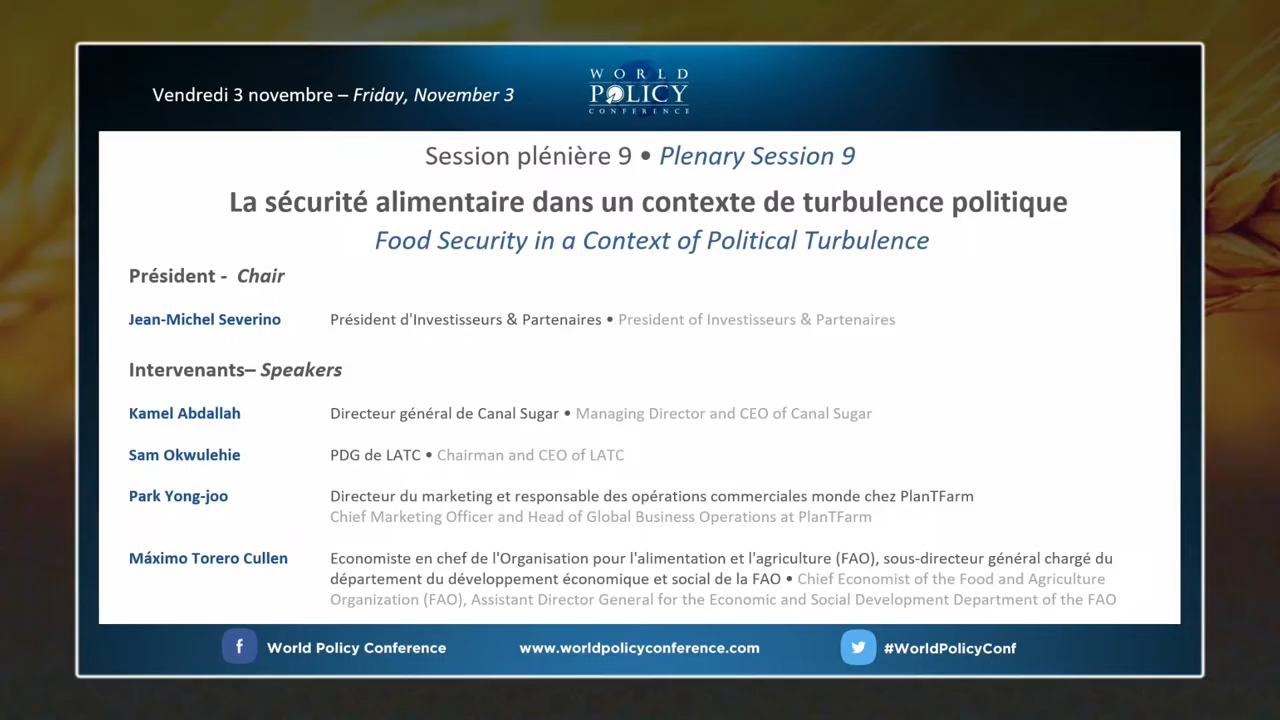 Vendredi 3 novembre – Friday, November 3
WORLD
POLICY
CONFERENCE
Session plénière 9 • Plenary Session 9
La sécurité alimentaire dans un contexte de turbulence politique
Food Security in a Context of Political Turbulence
Président - Chair
Jean-Michel Severino Président d'Investisseurs & Partenaires • President of Investisseurs & Partenaires
Intervenants– Speakers
Kamel Abdallah Directeur général de Canal Sugar • Managing Director and CEO of Canal Sugar
Sam Okwulehie PDG de LATC • Chairman and CEO of LATC
Park Yong-joo Directeur du marketing et responsable des opérations commerciales monde chez PlanTFarm
Chief Marketing Officer and Head of Global Business Operations at PlanTFarm
Máximo Torero Cullen Economiste en chef de l'Organisation pour l'alimentation et l'agriculture (FAO), sous-directeur général chargé du
département du développement économique et social de la FAO • Chief Economist of the Food and Agriculture
Organization (FAO), Assistant Director General for the Economic and Social Development Department of the FAO
f World Policy Conference www.worldpolicyconference.com #WorldPolicyConf